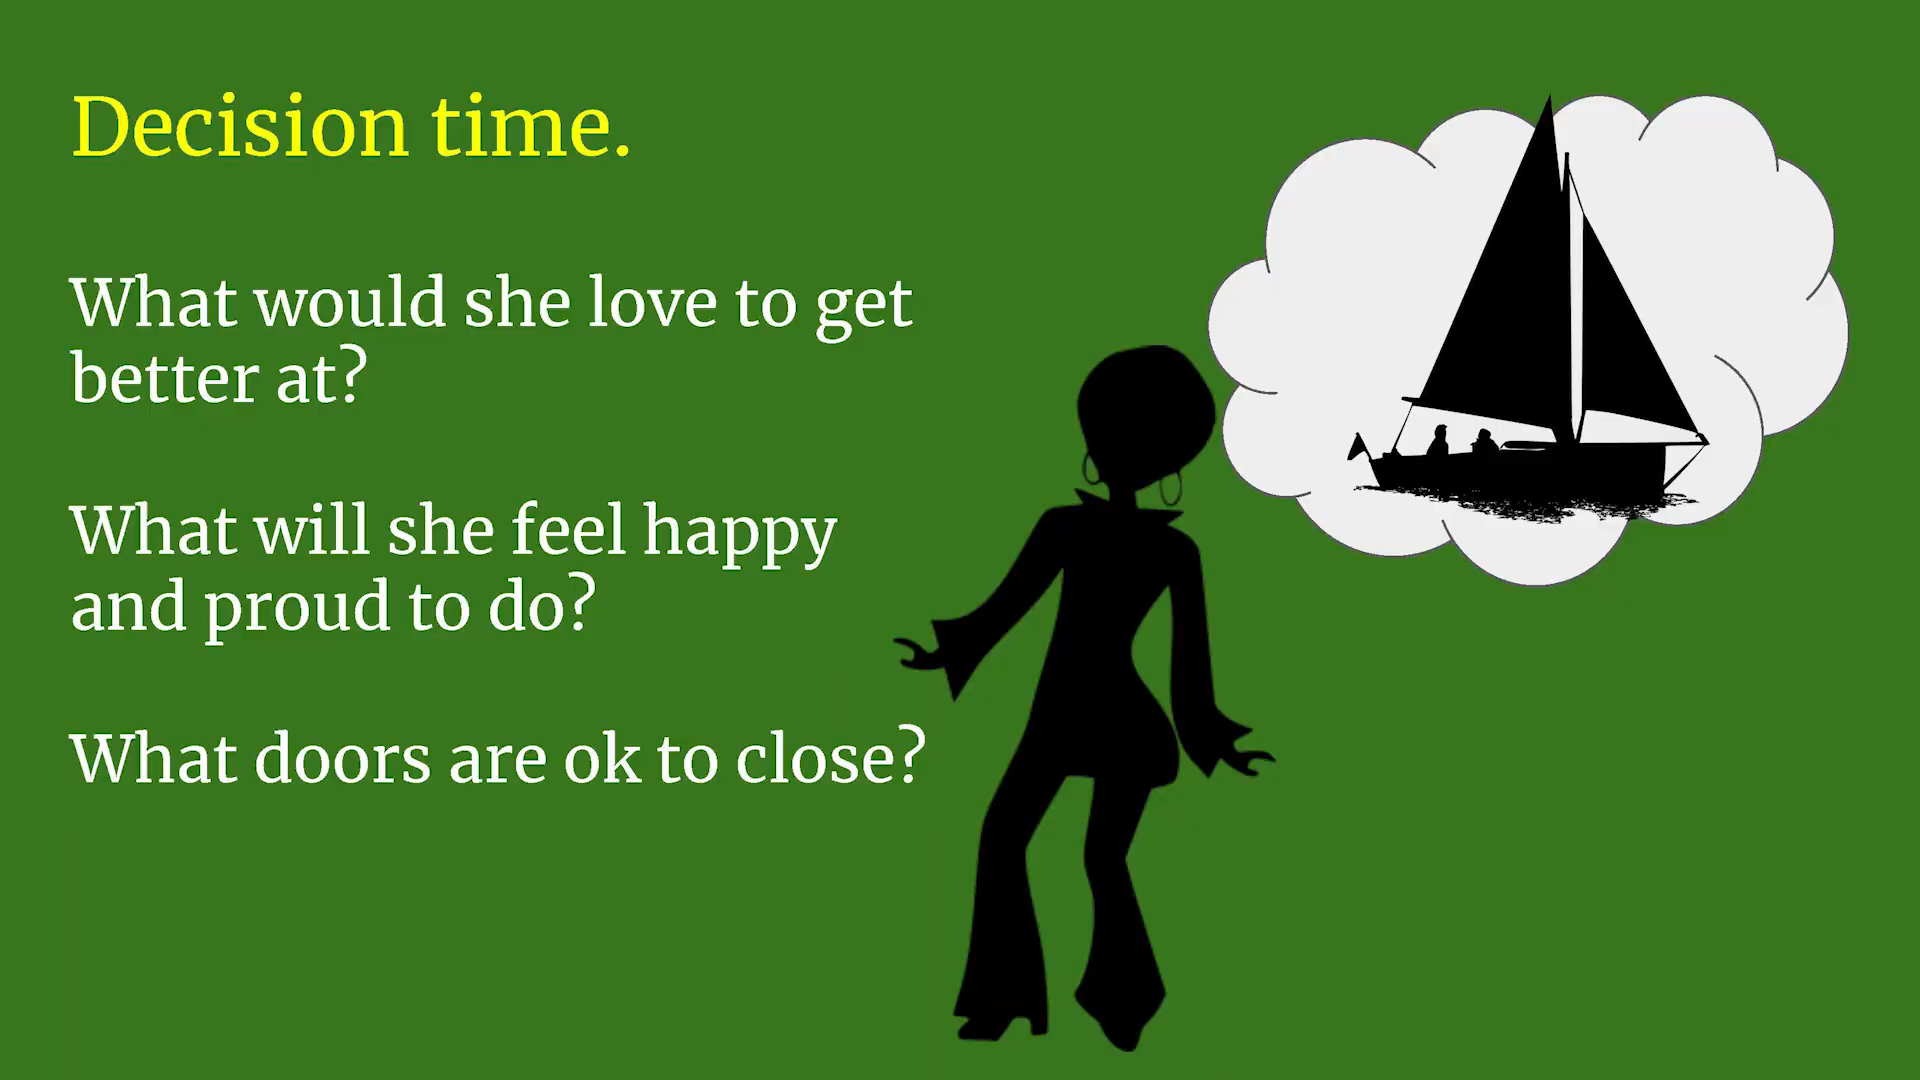 Decision time.
What would she love to get
better at?
What will she feel happy
and proud to do?
What doors are ok to close?